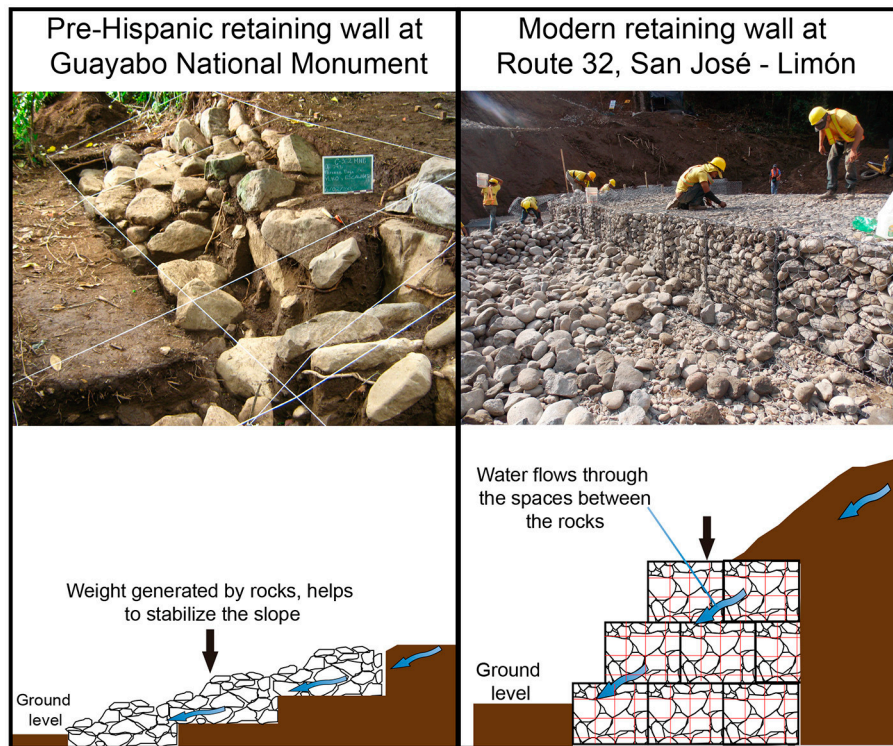 Pre-Hispanic retaining wall at
Guayabo National Monument
Modern retaining wall at
Route 32, San José - Limón
Weight generated by rocks, helps
to stabilize the slope
Ground
level
Water flows through
the spaces between
the rocks
Ground
level